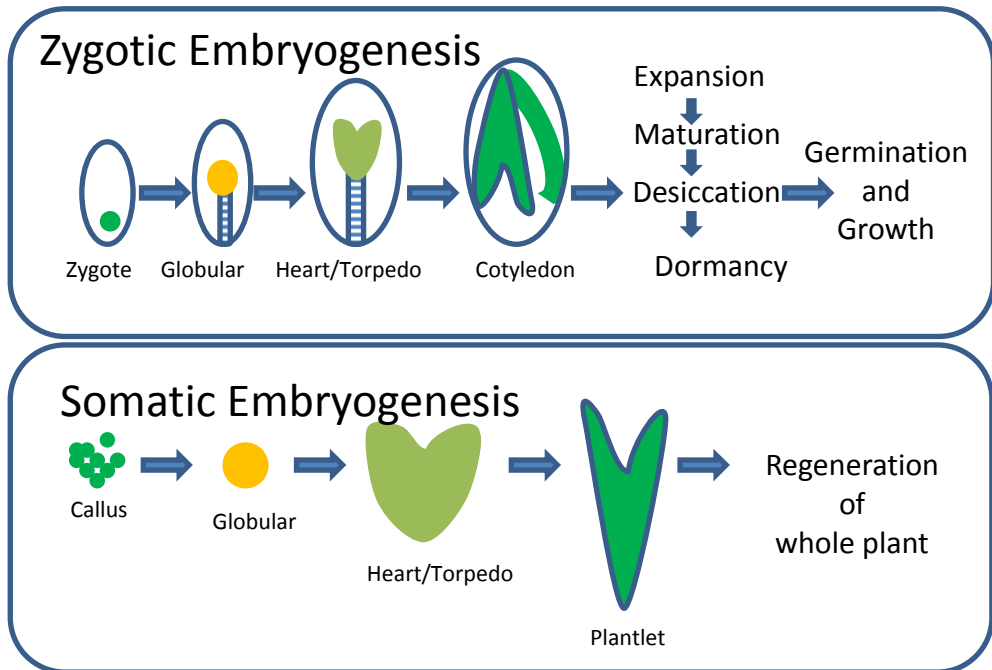 Zygotic Embryogenesis
Zygote
Globular
Heart/Torpedo
Cotyledon
Expansion
Maturation
Desiccation
Dormancy
Germination
and
Growth
Somatic Embryogenesis
Callus
Globular
Heart/Torpedo
Plantlet
Regeneration
of
whole plant